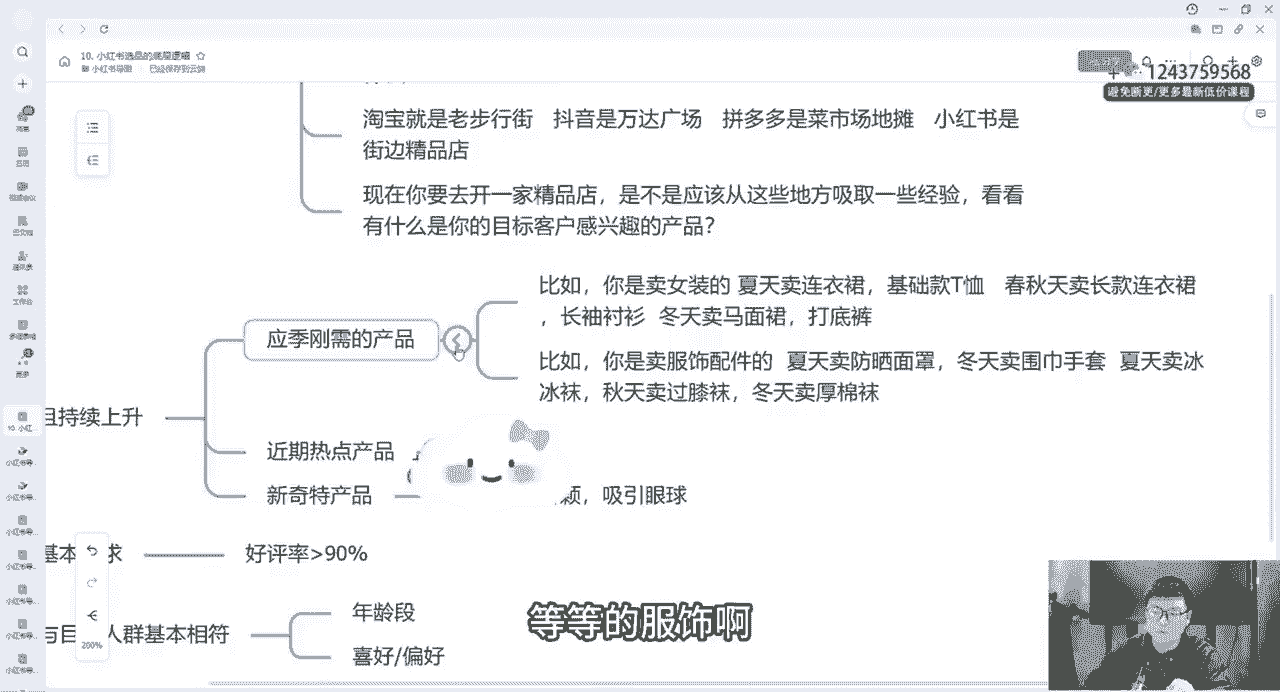 10. 小红书选品的底层逻辑
小红书导航
已经保存到云端
1243759568
避免断更/更多最新低价课程
淘宝就是老步行街 抖音是万达广场 拼多多是菜市场地摊 小红书是
街边精品店
现在你要去开一家精品店，是不是应该从这些地方吸取一些经验，看看
有什么是你的目标客户感兴趣的产品？
比如，你是卖女装的 夏天卖连衣裙，基础款T恤 春秋天卖长款连衣裙
，长袖衬衫 冬天卖马面裙，打底裤
应季刚需的产品
比如，你是卖服饰配件的 夏天卖防晒面罩，冬天卖围巾手套 夏天卖冰
冰袜，秋天卖过膝袜，冬天卖厚棉袜
且持续上升
近期热点产品
新奇特产品
颖，吸引眼球
基本 求
好评率>90%
年龄段
与目 人群基本相符
喜好/偏好
等等的服饰啊
200%
10. 小红